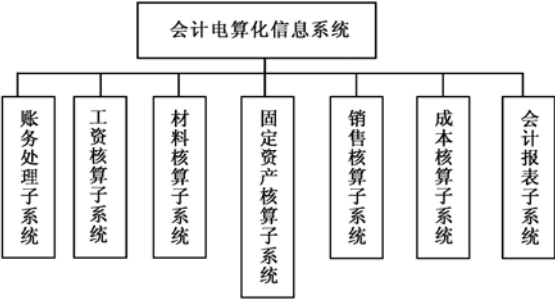 会计电算化信息系统
账务处理子系统
工资核算子系统
材料核算子系统
固定资产核算子系统
销售核算子系统
成本核算子系统
会计报表子系统